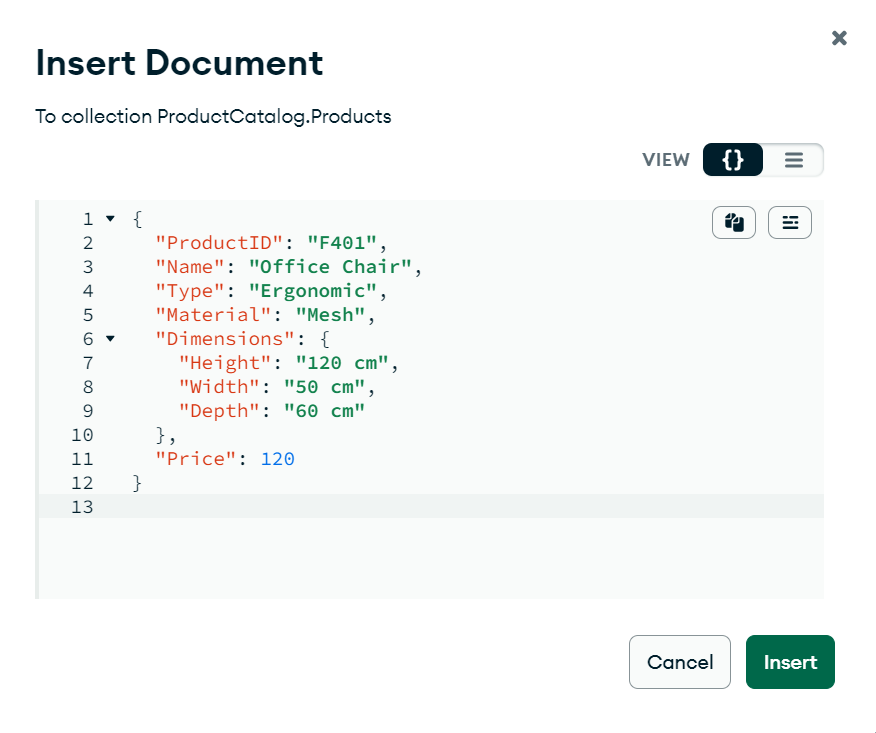 Insert Document
To collection ProductCatalog.Products
VIEW {}
1 {
2 "ProductID": "F401",
3 "Name": "Office Chair",
4 "Type": "Ergonomic",
5 "Material": "Mesh",
6 "Dimensions": {
7 "Height": "120 cm",
8 "Width": "50 cm",
9 "Depth": "60 cm"
10 },
11 "Price": 120
12 }
13
Cancel Insert